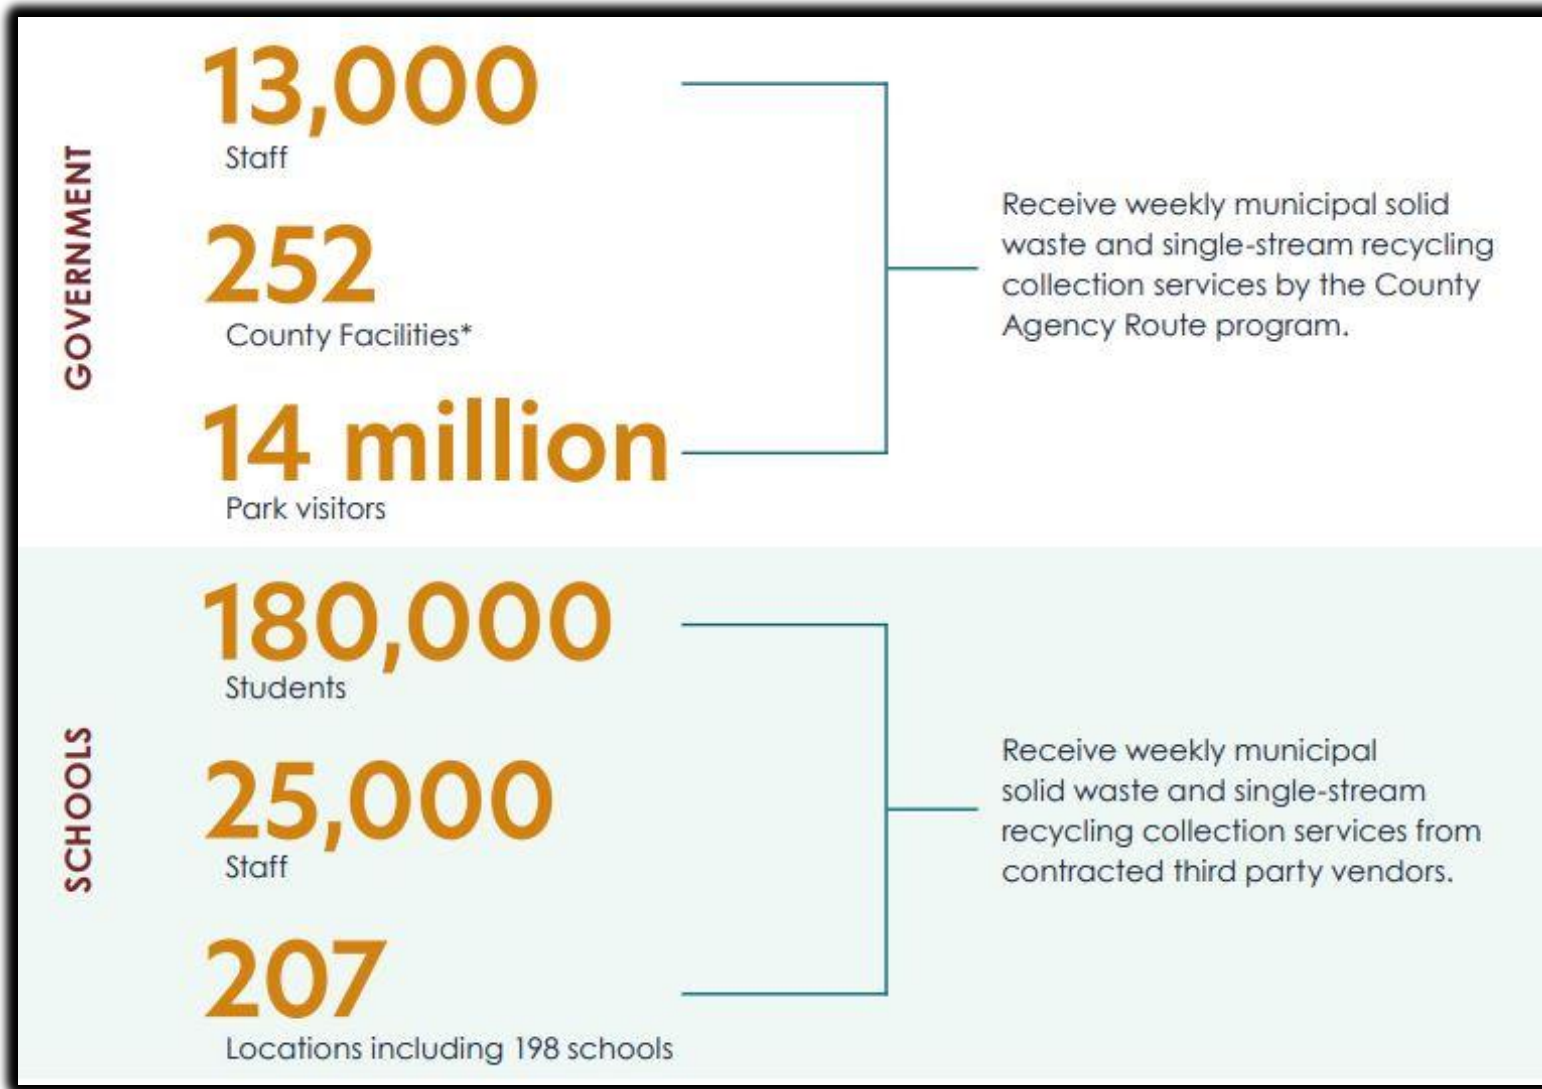 GOVERNMENT
13,000
Staff
252
County Facilities*
14 million
Park visitors
Receive weekly municipal solid
waste and single-stream recycling
collection services by the County
Agency Route program.
SCHOOLS
180,000
Students
25,000
Staff
207
Locations including 198 schools
Receive weekly municipal
solid waste and single-stream
recycling collection services from
contracted third party vendors.